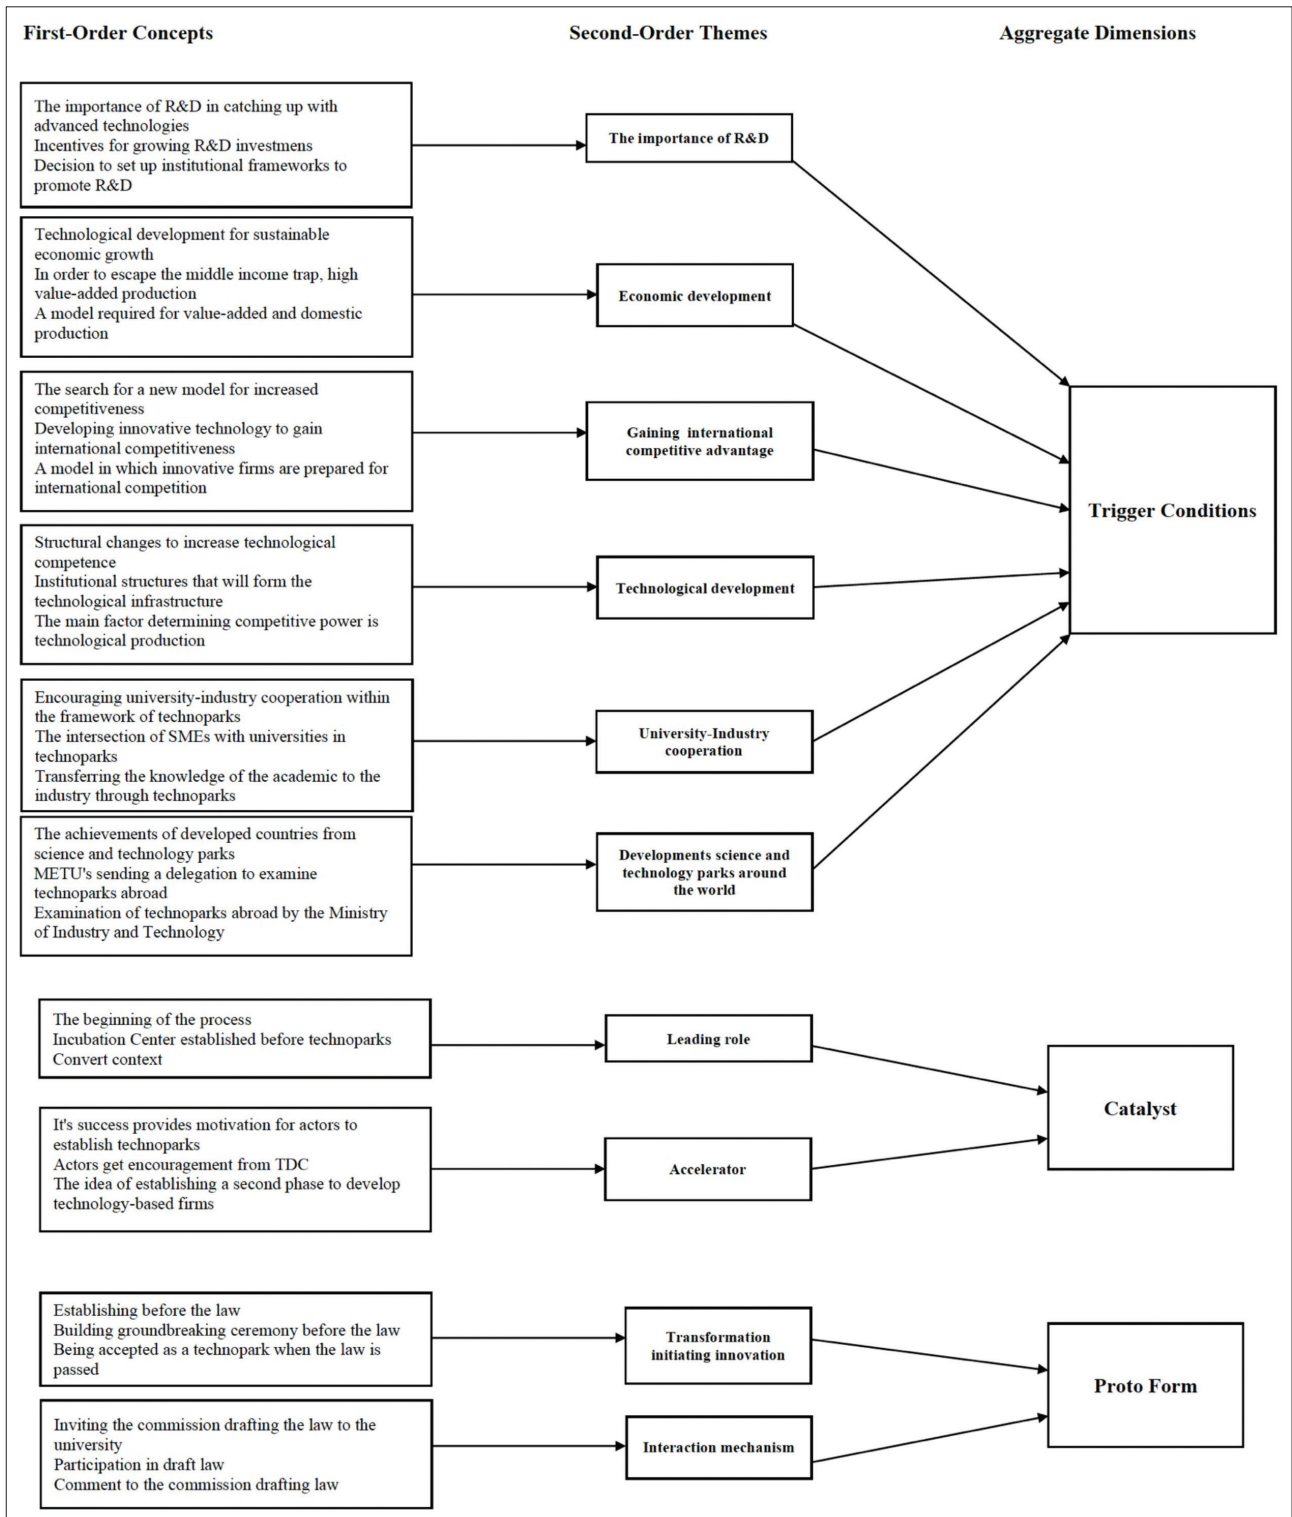 First-Order Concepts
Second-Order Themes
Aggregate Dimensions
The importance of R&D in catching up with
advanced technologies
Incentives for growing R&D investmens
Decision to set up institutional frameworks to
promote R&D
The importance of R&D
Technological development for sustainable
economic growth
In order to escape the middle income trap, high
value-added production
A model required for value-added and domestic
production
Economic development
The search for a new model for increased
competitiveness
Developing innovative technology to gain
international competitiveness
A model in which innovative firms are prepared for
international competition
Gaining international
competitive advantage
Structural changes to increase technological
competence
Institutional structures that will form the
technological infrastructure
The main factor determining competitive power is
technological production
Technological development
Encouraging university-industry cooperation within
the framework of technoparks
The intersection of SMEs with universities in
technoparks
Transferring the knowledge of the academic to the
industry through technoparks
University-Industry
cooperation
The achievements of developed countries from
science and technology parks
METU's sending a delegation to examine
technoparks abroad
Examination of technoparks abroad by the Ministry
of Industry and Technology
Developments science and
technology parks around
the world
Trigger Conditions
The beginning of the process
Incubation Center established before technoparks
Convert context
Leading role
It's success provides motivation for actors to
establish technoparks
Actors get encouragement from TDC
The idea of establishing a second phase to develop
technology-based firms
Accelerator
Catalyst
Establishing before the law
Building groundbreaking ceremony before the law
Being accepted as a technopark when the law is
passed
Transformation
initiating innovation
Inviting the commission drafting the law to the
university
Participation in draft law
Comment to the commission drafting law
Interaction mechanism
Proto Form